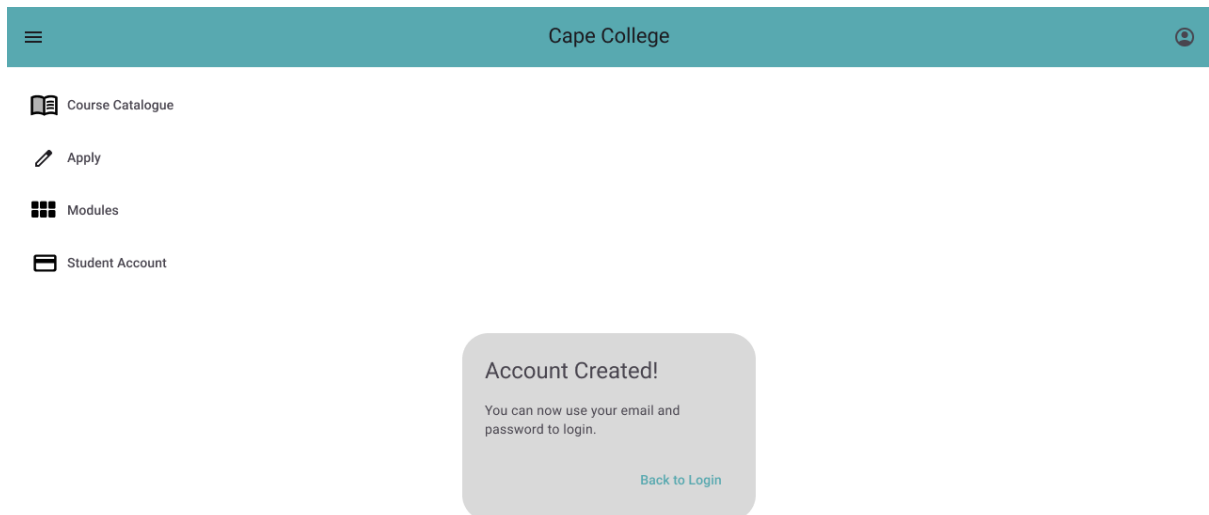 Cape College
Course Catalogue
Apply
Modules
Student Account
Account Created!
You can now use your email and
password to login.
Back to Login